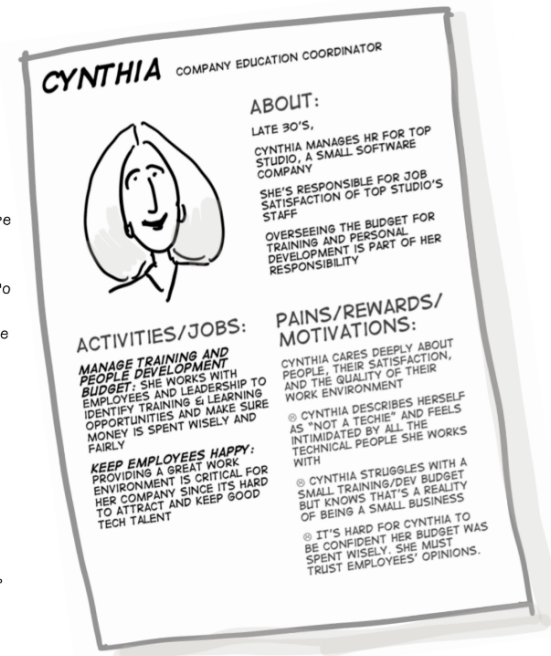 CYNTHIA COMPANY EDUCATION COORDINATOR
ABOUT:
LATE 30'S,
CYNTHIA MANAGES HR FOR TOP
STUDIO, A SMALL SOFTWARE
COMPANY
SHE'S RESPONSIBLE FOR JOB
SATISFACTION OF TOP STUDIO'S
STAFF
OVERSEEING THE BUDGET FOR
TRAINING AND PERSONAL
DEVELOPMENT IS PART OF HER
RESPONSIBILITY
ACTIVITIES/JOBS:
MANAGE TRAINING AND
PEOPLE DEVELOPMENT
BUDGET: SHE WORKS WITH
EMPLOYEES AND LEADERSHIP TO
IDENTIFY TRAINING & LEARNING
OPPORTUNITIES AND MAKE SURE
MONEY IS SPENT WISELY AND
FAIRLY
KEEP EMPLOYEES HAPPY:
PROVIDING A GREAT WORK
ENVIRONMENT IS CRITICAL FOR
HER COMPANY SINCE ITS HARD
TO ATTRACT AND KEEP GOOD
TECH TALENT
PAINS/REWARDS/
MOTIVATIONS:
CYNTHIA CARES DEEPLY ABOUT
PEOPLE, THEIR SATISFACTION,
AND THE QUALITY OF THEIR
WORK ENVIRONMENT
☹ CYNTHIA DESCRIBES HERSELF
AS "NOT A TECHIE" AND FEELS
INTIMIDATED BY ALL THE
TECHNICAL PEOPLE SHE WORKS
WITH
☹ CYNTHIA STRUGGLES WITH A
SMALL TRAINING/DEV BUDGET
BUT KNOWS THAT'S A REALITY
OF BEING A SMALL BUSINESS
☹ IT'S HARD FOR CYNTHIA TO
BE CONFIDENT HER BUDGET WAS
SPENT WISELY. SHE MUST
TRUST EMPLOYEES' OPINIONS.